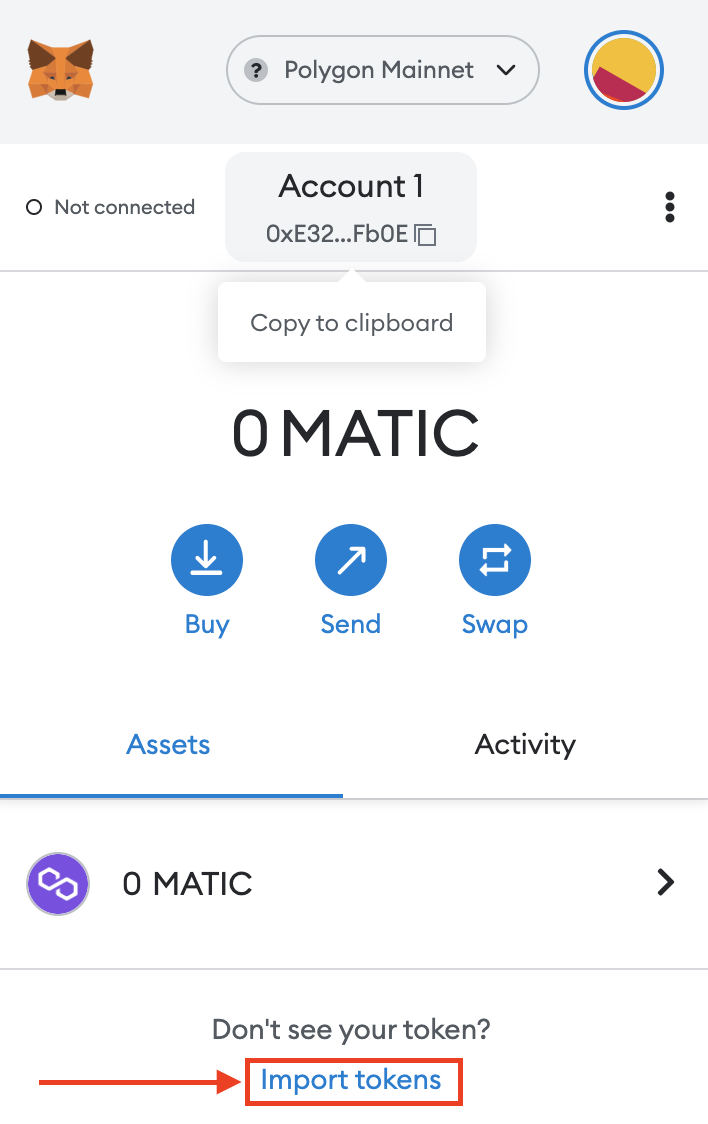 ? Polygon Mainnet
Not connected
Account 1
0xE32...Fb0E
Copy to clipboard
0 MATIC
Buy
Send
Swap
Assets
Activity
0 MATIC
Don't see your token?
Import tokens